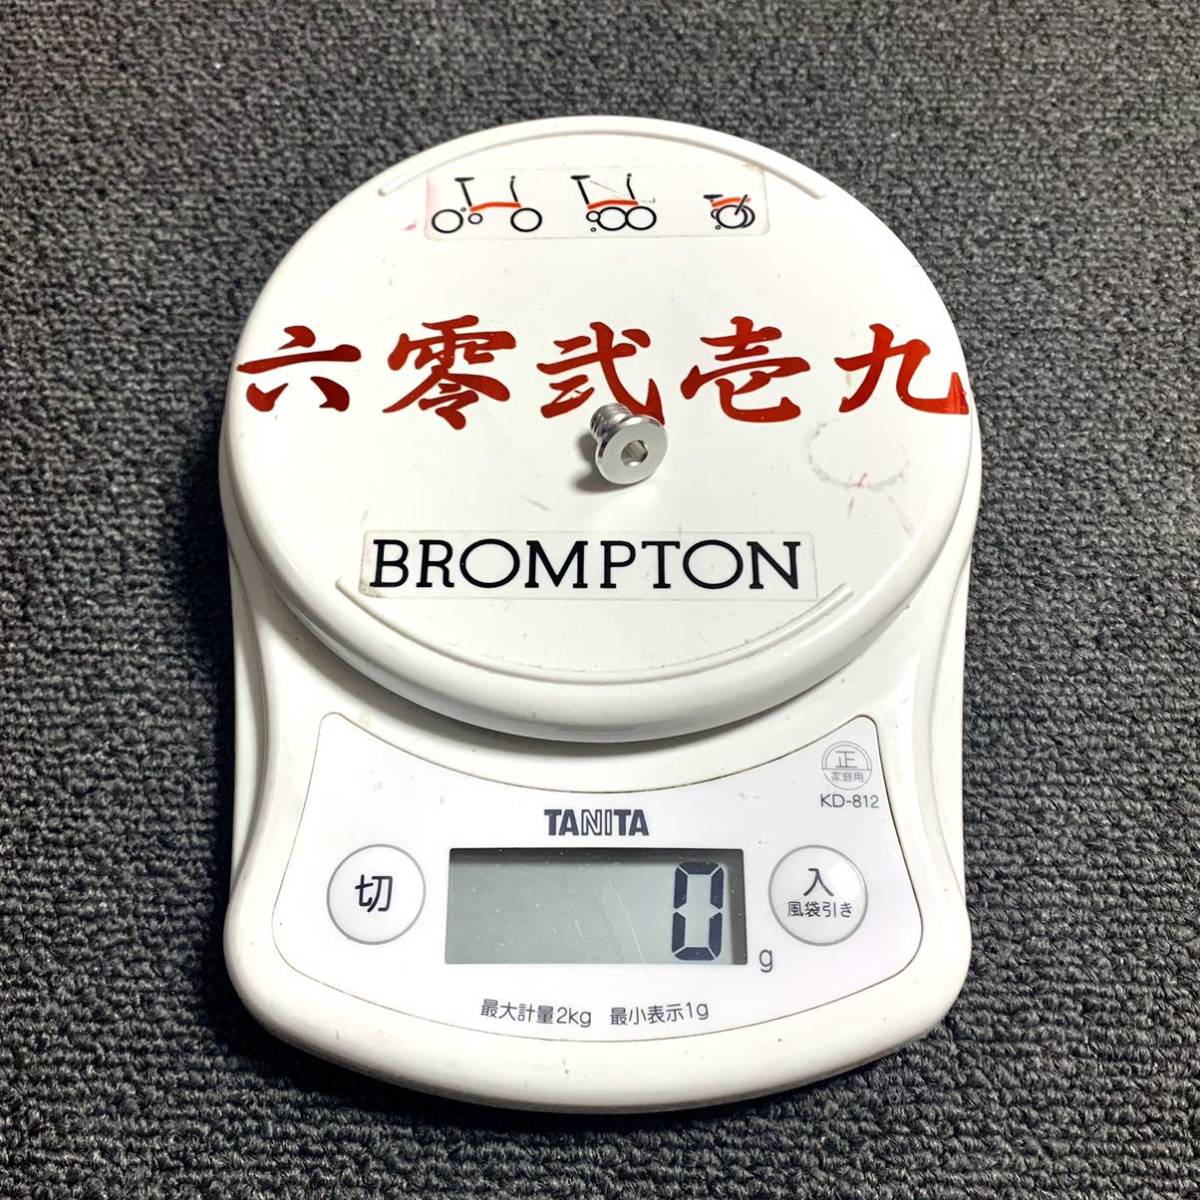 六零弐壱九
BROMPTON
正
家庭用
KD-812
TANITA
切
0 g
入
風袋引き
最大計量2kg 最小表示1g